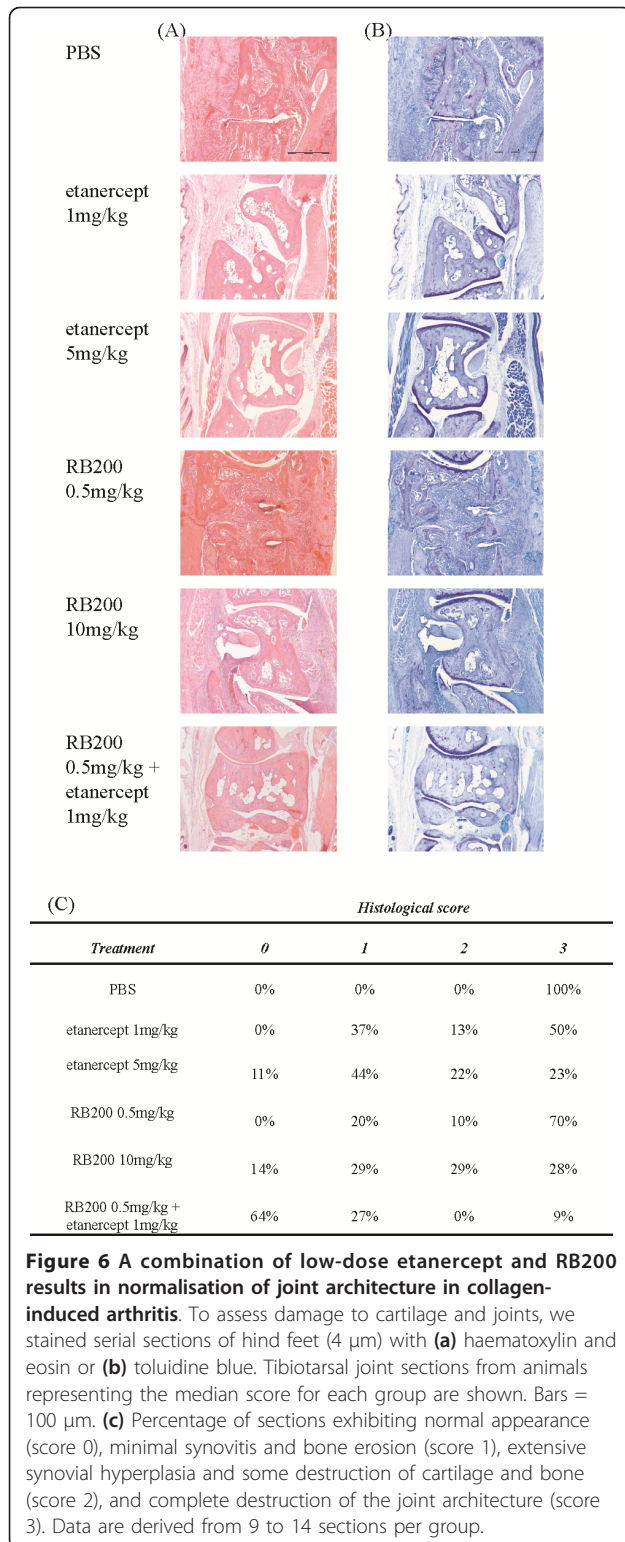 (A) (B)
PBS
etanercept
1mg/kg
etanercept
5mg/kg
RB200
0.5mg/kg
RB200
10mg/kg
RB200
0.5mg/kg +
etanercept
1mg/kg
(C) Histological score
Treatment 0 1 2 3
PBS 0% 0% 0% 100%
etanercept 1mg/kg 0% 37% 13% 50%
etanercept 5mg/kg 11% 44% 22% 23%
RB200 0.5mg/kg 0% 20% 10% 70%
RB200 10mg/kg 14% 29% 29% 28%
RB200 0.5mg/kg +
etanercept 1mg/kg 64% 27% 0% 9%
Figure 6 A combination of low-dose etanercept and RB200
results in normalisation of joint architecture in collagen-
induced arthritis. To assess damage to cartilage and joints, we
stained serial sections of hind feet (4 μm) with (a) haematoxylin and
eosin or (b) toluidine blue. Tibiotarsal joint sections from animals
representing the median score for each group are shown. Bars =
100 μm. (c) Percentage of sections exhibiting normal appearance
(score 0), minimal synovitis and bone erosion (score 1), extensive
synovial hyperplasia and some destruction of cartilage and bone
(score 2), and complete destruction of the joint architecture (score
3). Data are derived from 9 to 14 sections per group.